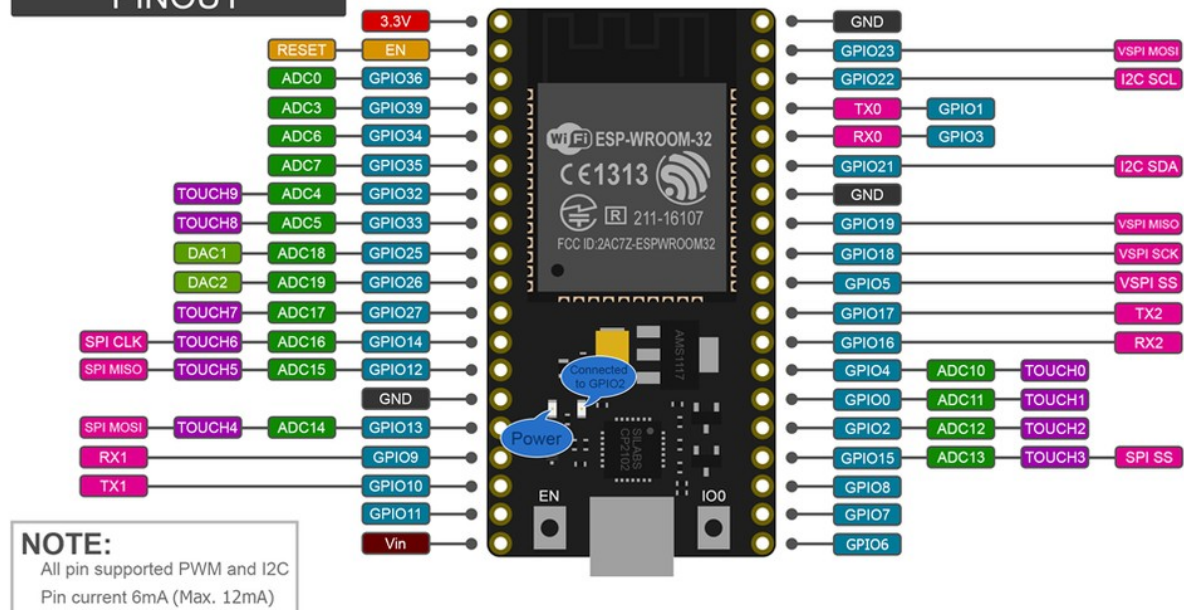 PINOUT
3.3V
RESET EN
ADC0 GPIO36
ADC3 GPIO39
ADC6 GPIO34
ADC7 GPIO35
TOUCH9 ADC4 GPIO32
TOUCH8 ADC5 GPIO33
DAC1 ADC18 GPIO25
DAC2 ADC19 GPIO26
TOUCH7 ADC17 GPIO27
SPI CLK TOUCH6 ADC16 GPIO14
SPI MISO TOUCH5 ADC15 GPIO12
GND
SPI MOSI TOUCH4 ADC14 GPIO13
RX1 GPIO9
TX1 GPIO10
GPIO11
Vin
WiFi ESP-WROOM-32
CE1313
R 211-16107
FCC ID:2AC7Z-ESPWROOM32
AMS1117
Connected
to GPIO2
Power
SILABS
CP2102
EN
IO0
GND
GPIO23 VSPI MOSI
GPIO22 I2C SCL
TX0 GPIO1
RX0 GPIO3
GPIO21 I2C SDA
GND
GPIO19 VSPI MISO
GPIO18 VSPI SCK
GPIO5 VSPI SS
GPIO17 TX2
GPIO16 RX2
GPIO4 ADC10 TOUCH0
GPIO0 ADC11 TOUCH1
GPIO2 ADC12 TOUCH2
GPIO15 ADC13 TOUCH3 SPI SS
GPIO8
GPIO7
GPIO6
NOTE:
All pin supported PWM and I2C
Pin current 6mA (Max. 12mA)